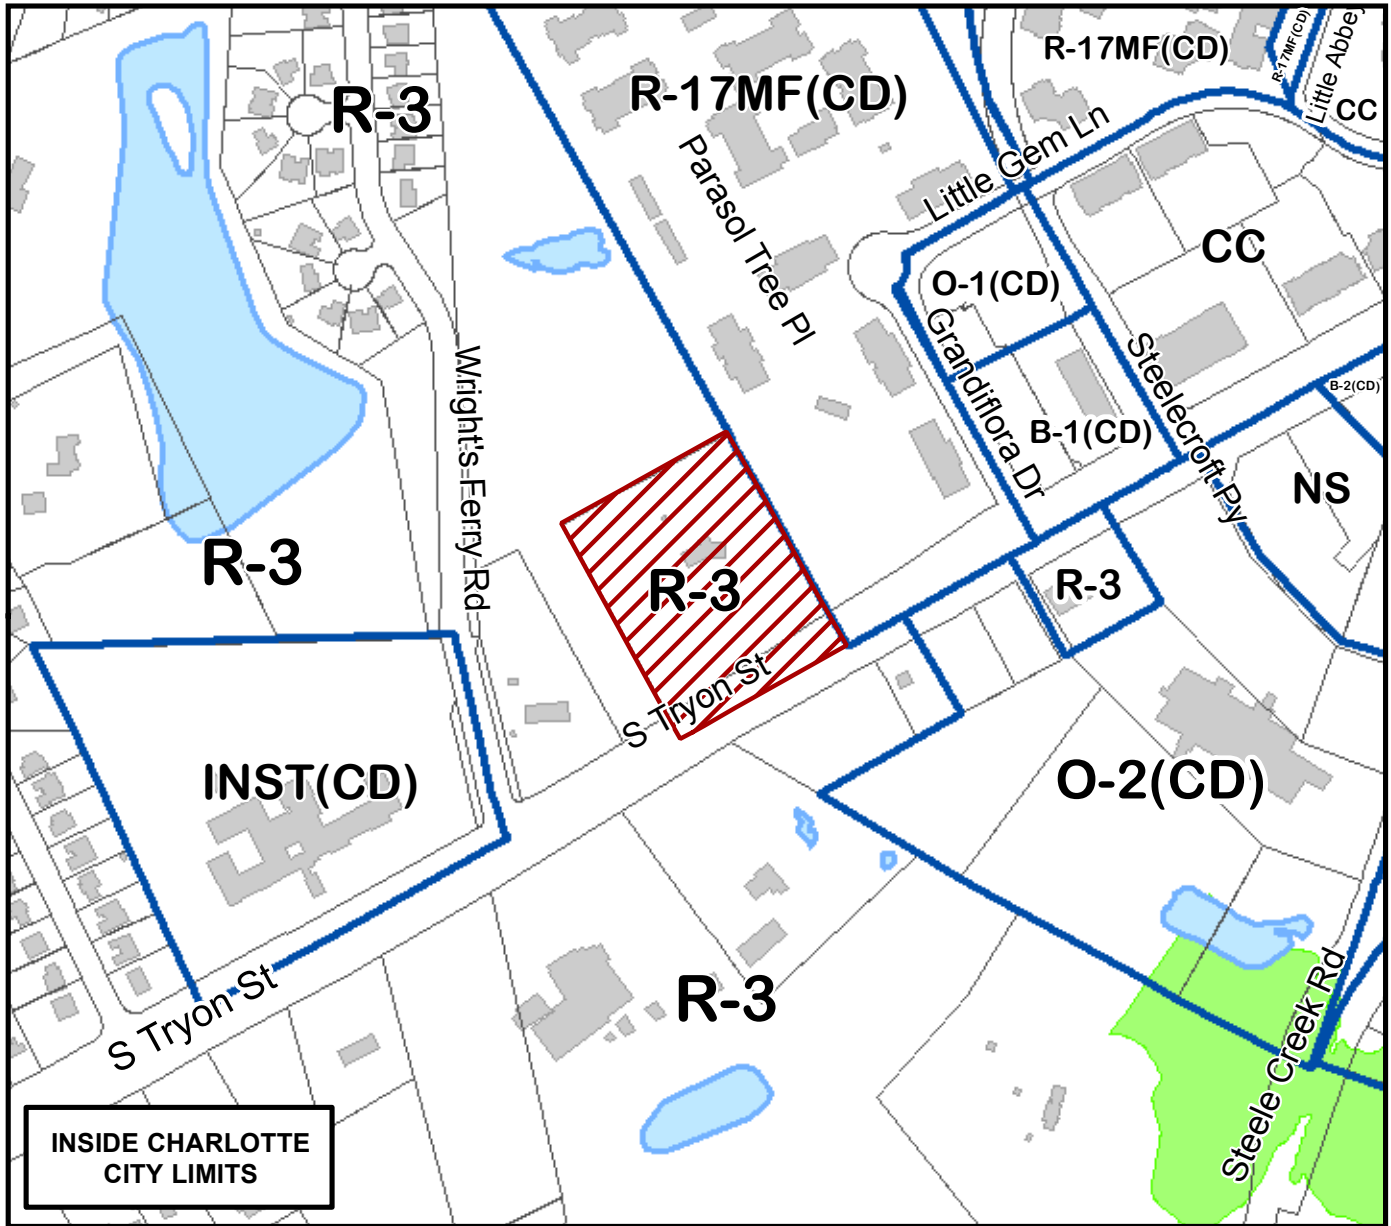 R-17MF(CD)
R-17MF(CD)
Little Abbey
CC
R-3
R-17MF(CD)
Little Gem Ln
Parasol Tree Pl
CC
O-1(CD)
Grandiflora Dr
Steelecroft Py
B-2(CD)
Wright's Ferry Rd
B-1(CD)
NS
R-3
R-3
R-3
S Tryon St
INST(CD)
O-2(CD)
R-3
S Tryon St
Steele Creek Rd
INSIDE CHARLOTTE
CITY LIMITS